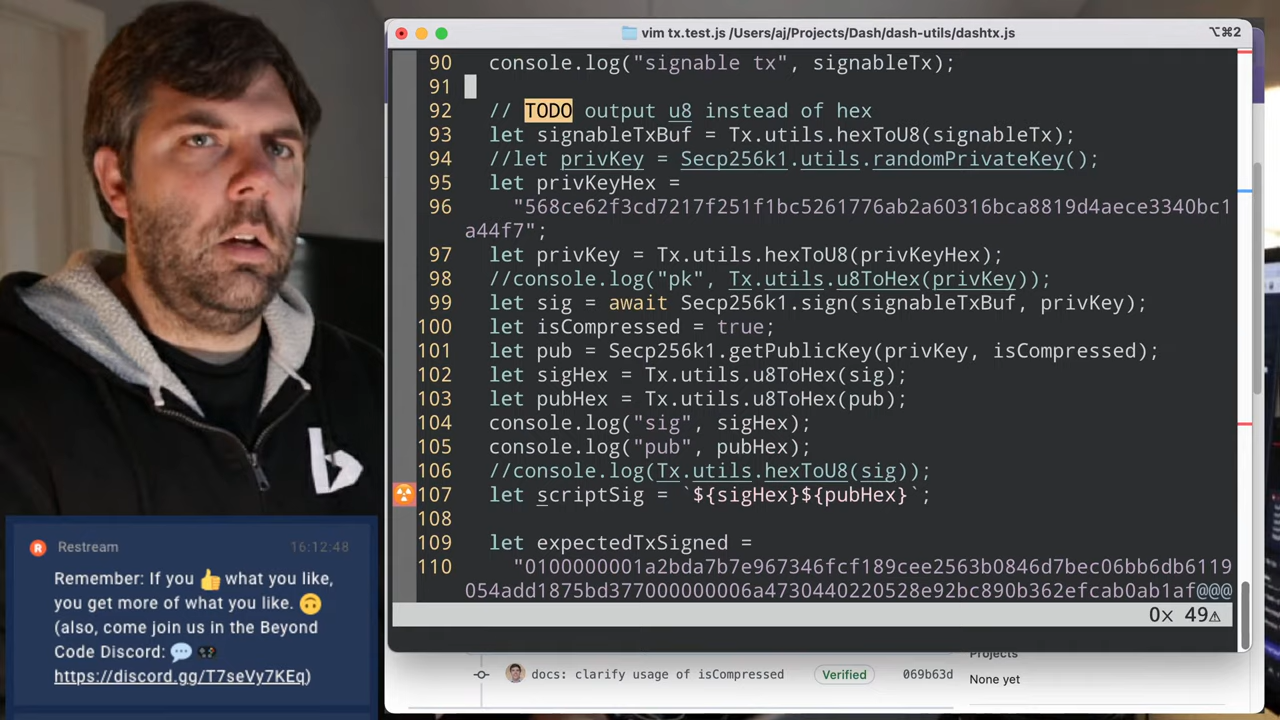 vim tx.test.js /Users/aj/Projects/Dash/dash-utils/dashtx.js
⌥⌘2
90 console.log("signable tx", signableTx);
91
92 // TODO output u8 instead of hex
93 let signableTxBuf = Tx.utils.hexToU8(signableTx);
94 //let privKey = Secp256k1.utils.randomPrivateKey();
95 let privKeyHex =
96 "568ce62f3cd7217f251f1bc5261776ab2a60316bca8819d4aece3340bc1
a44f7";
97 let privKey = Tx.utils.hexToU8(privKeyHex);
98 //console.log("pk", Tx.utils.u8ToHex(privKey));
99 let sig = await Secp256k1.sign(signableTxBuf, privKey);
100 let isCompressed = true;
101 let pub = Secp256k1.getPublicKey(privKey, isCompressed);
102 let sigHex = Tx.utils.u8ToHex(sig);
103 let pubHex = Tx.utils.u8ToHex(pub);
104 console.log("sig", sigHex);
105 console.log("pub", pubHex);
106 //console.log(Tx.utils.hexToU8(sig));
107 let scriptSig = `${sigHex}${pubHex}`;
108
109 let expectedTxSigned =
110 "0100000001a2bda7b7e967346fcf189cee2563b0846d7bec06bb6db6119
054add1875bd377000000006a4730440220528e92bc890b362efcab0ab1af@@@
0× 49⚠
Restream 16:12:48
Remember: If you 👍 what you like,
you get more of what you like. 🙃
(also, come join us in the Beyond
Code Discord: 💬 🎮
https://discord.gg/T7seVy7KEq)
docs: clarify usage of isCompressed Verified 069b63d
Projects
None yet